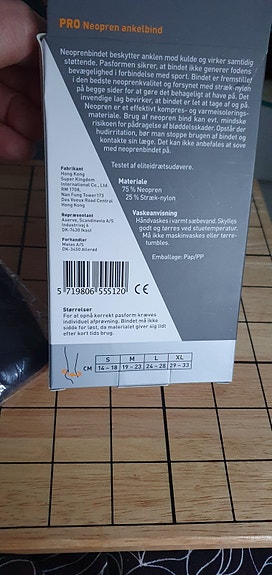 PRO Neopren ankelbind
Neoprenbindet beskytter anklen mod kulde og virker samtidig
støttende. Pasformen sikrer, at bindet ikke generer fodens
bevægelighed i forbindelse med sport. Bindet er fremstillet
i den bedste neoprenkvalitet og forsynet med stræk-nylon
på begge sider for at gøre det behageligt at have på. Det
indvendige lag bevirker, at bindet er let at tage af og på.
Neopren er et effektivt kompres- og varmeisolerings-
materiale. Brug af neopren bind kan evt. mindske
risikoen for pådragelse af bløddelsskader. Opstår der
hudirritation, bør man stoppe brugen af bindet og
kontakte sin læge. Det kan ikke anbefales at sove
med neoprenbind.
Testet af eliteidrætsudøvere.
Materiale
75 % Neopren
25 % Stræk-nylon
Vaskeanvisning
Håndvaskes i varmt sæbevand. Skylles
godt og tørres ved stuetemperatur.
Må ikke maskinvaskes eller tørre-
tumbles.
Emballage: Pap/PP
Fabrikant
Hong Kong
Super Kingdom
International Co., Ltd
RM 1708,
Nan Fung Tower 173
Des Voeux Road Central
Hong Kong
Repræsentant
Axerve, Scandinavia A/S
Industrivej 6
DK-7430 Ikast
Forhandler
Matas A/S
DK-3450 Allerød
5 719806 555120
Størrelser
For at opnå korrekt pasform kræves
individuel afprøvning. Bindet må ikke
sidde for løst, da materialet giver sig lidt
efter kort tids brug.
S M L XL
CM 14 – 18 19 – 23 24 – 28 29 – 33